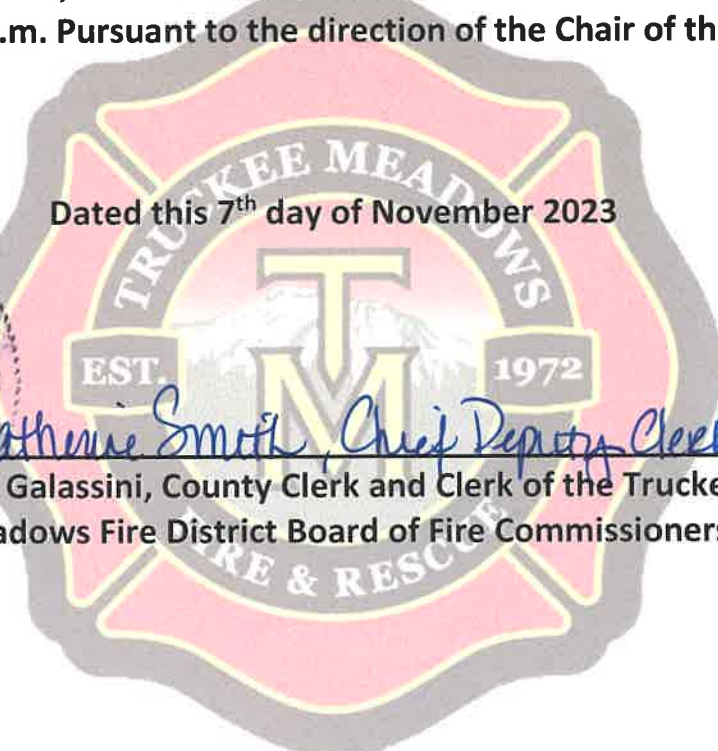 .m. Pursuant to the direction of the Chair of th
TRUCKEE MEADOWS
Dated this 7th day of November 2023
EST. 1972
TM
atherine Smith, Chief Deputy Clerk
Galassini, County Clerk and Clerk of the Trucke
adows Fire District Board of Fire Commissioners
FIRE & RESCUE